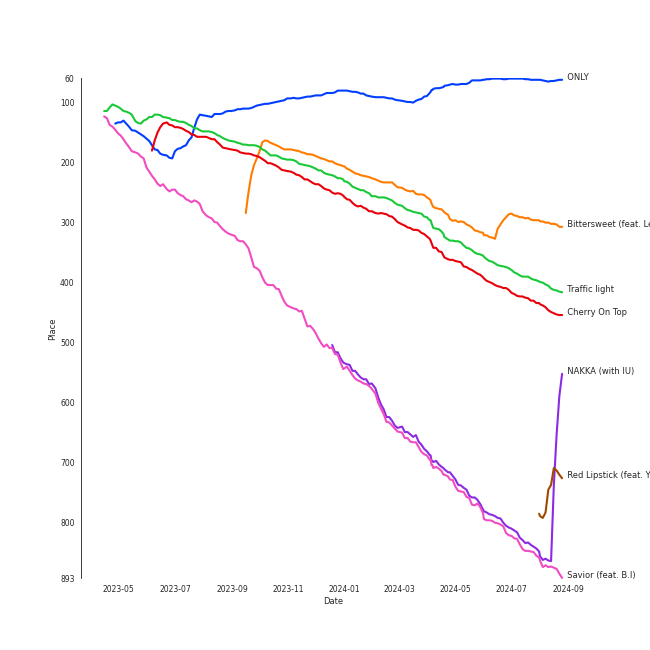 60
100
200
300
400
500
600
700
800
893
Place
2023-05
2023-07
2023-09
2023-11
2024-01
2024-03
2024-05
2024-07
2024-09
Date
ONLY
Bittersweet (feat.
Traffic light
Cherry On Top
NAKKA (with IU)
Red Lipstick (feat.
Savior (feat. B.I)